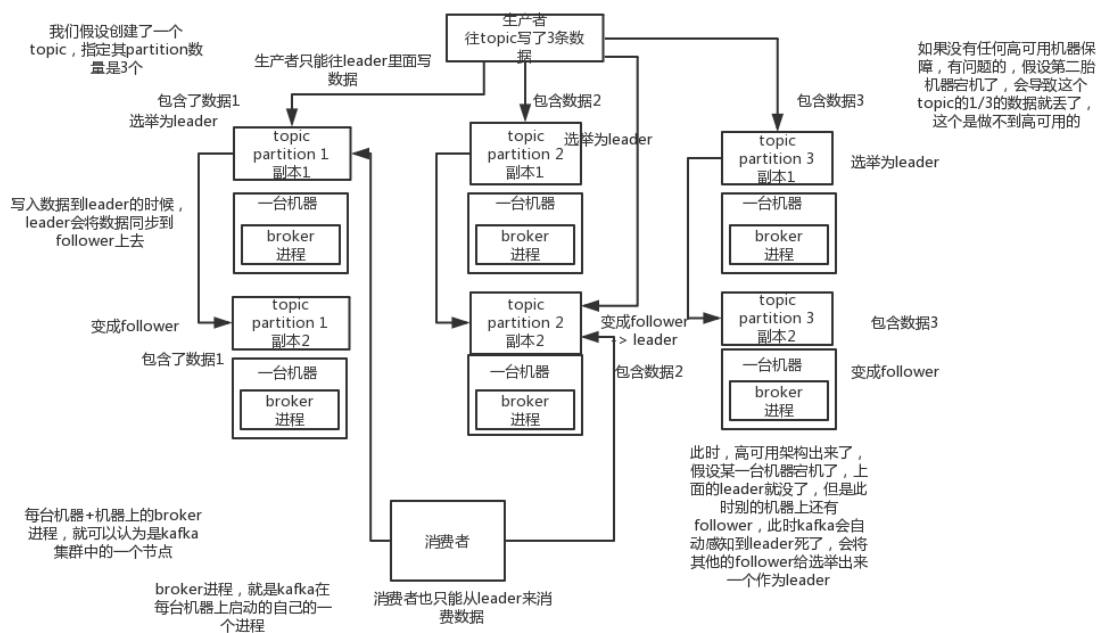 生产者
往topic写了3条数
据
我们假设创建了一个
topic，指定其partition数
量是3个
生产者只能往leader里面写
数据
如果没有任何高可用机器保
障，有问题的，假设第二胎
机器宕机了，会导致这个
topic的1/3的数据就丢了，
这个是做不到高可用的
包含了数据1
选举为leader
包含数据2
包含数据3
topic
partition 1
副本1
topic
partition 2
副本1
选举为leader
topic
partition 3
副本1
选举为leader
写入数据到leader的时候，
leader会将数据同步到
follower上去
一台机器
broker
进程
一台机器
broker
进程
一台机器
broker
进程
变成follower
topic
partition 1
副本2
topic
partition 2
副本2
变成follower
-> leader
topic
partition 3
副本2
包含数据3
包含了数据1
一台机器
broker
进程
一台机器
broker
进程
包含数据2
一台机器
broker
进程
变成follower
此时，高可用架构出来了，
假设某一台机器宕机了，上
面的leader就没了，但是此
时别的机器上还有
follower，此时kafka会自
动感知到leader死了，会将
其他的follower给选举出来
一个作为leader
每台机器+机器上的broker
进程，就可以认为是kafka
集群中的一个节点
消费者
broker进程，就是kafka在
每台机器上启动的自己的一
个进程
消费者也只能从leader来消
费数据